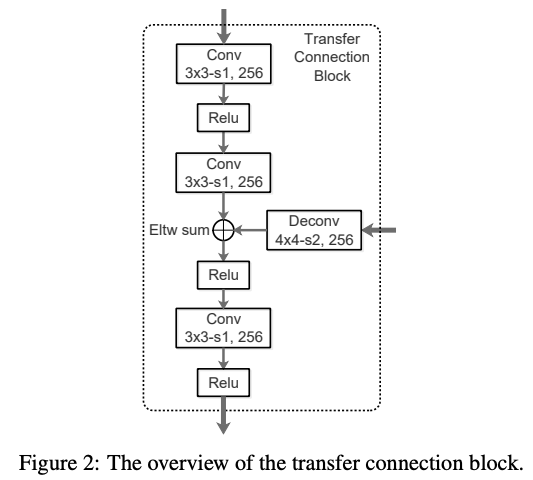 Transfer
Connection
Block
Conv
3x3-s1, 256
Relu
Conv
3x3-s1, 256
Eltw sum
Deconv
4x4-s2, 256
Relu
Conv
3x3-s1, 256
Relu
Figure 2: The overview of the transfer connection block.